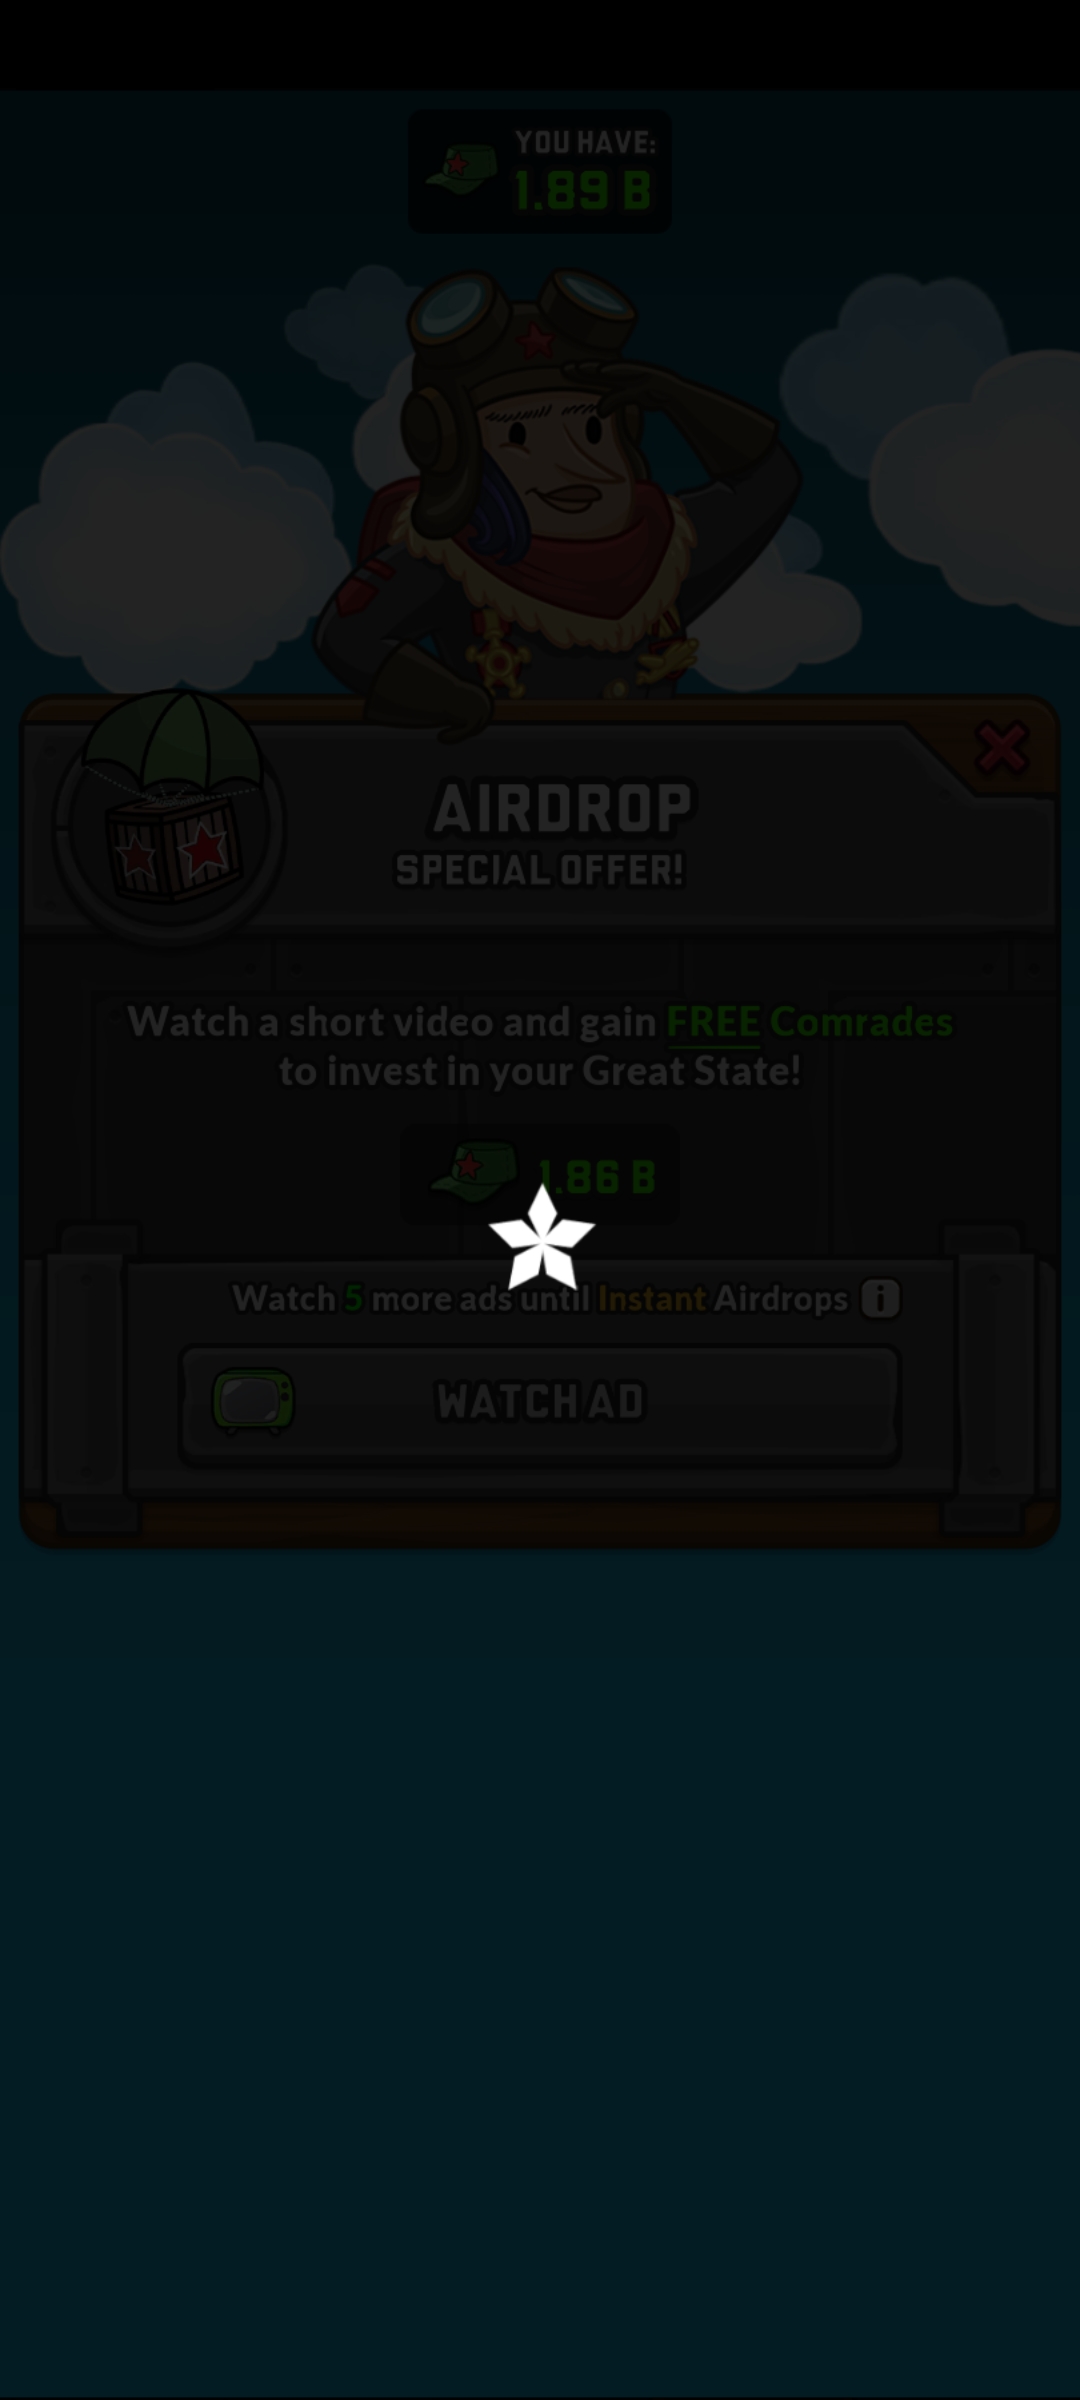 YOU HAVE:
1.89 B
AIRDROP
SPECIAL OFFER!
Watch a short video and gain FREE Comrades
to invest in your Great State!
1.86 B
Watch 5 more ads until Instant Airdrops i
WATCH AD